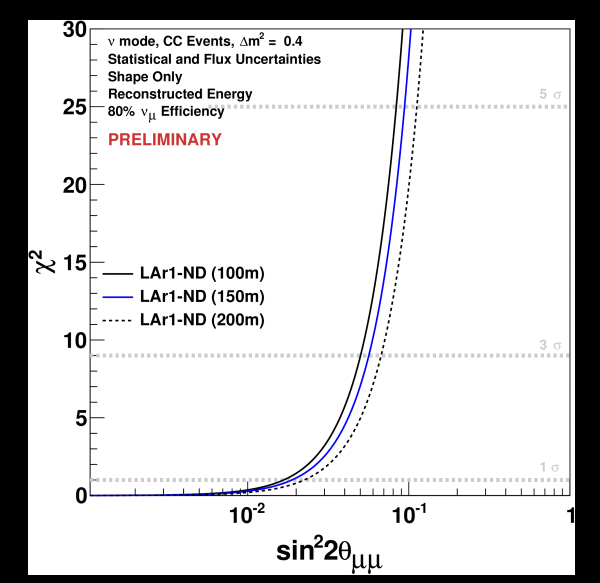 30
25
20
15
10
5
0
χ²
ν mode, CC Events, Δm² = 0.4
Statistical and Flux Uncertainties
Shape Only
Reconstructed Energy
80% νμ Efficiency
PRELIMINARY
5 σ
LAr1-ND (100m)
LAr1-ND (150m)
LAr1-ND (200m)
3 σ
1 σ
10⁻² 10⁻¹ 1
sin²2θμμ